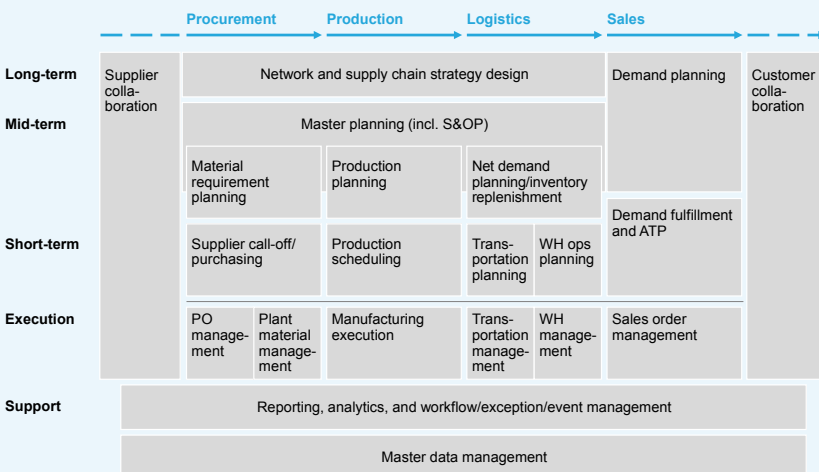 Procurement
Production
Logistics
Sales
Long-term
Supplier
colla-
boration
Network and supply chain strategy design
Demand planning
Customer
colla-
boration
Mid-term
Master planning (incl. S&OP)
Material
requirement
planning
Production
planning
Net demand
planning/inventory
replenishment
Demand fulfillment
and ATP
Short-term
Supplier call-off/
purchasing
Production
scheduling
Trans-
portation
planning
WH ops
planning
Execution
PO
manage-
ment
Plant
material
manage-
ment
Manufacturing
execution
Trans-
portation
manage-
ment
WH
manage-
ment
Sales order
management
Support
Reporting, analytics, and workflow/exception/event management
Master data management